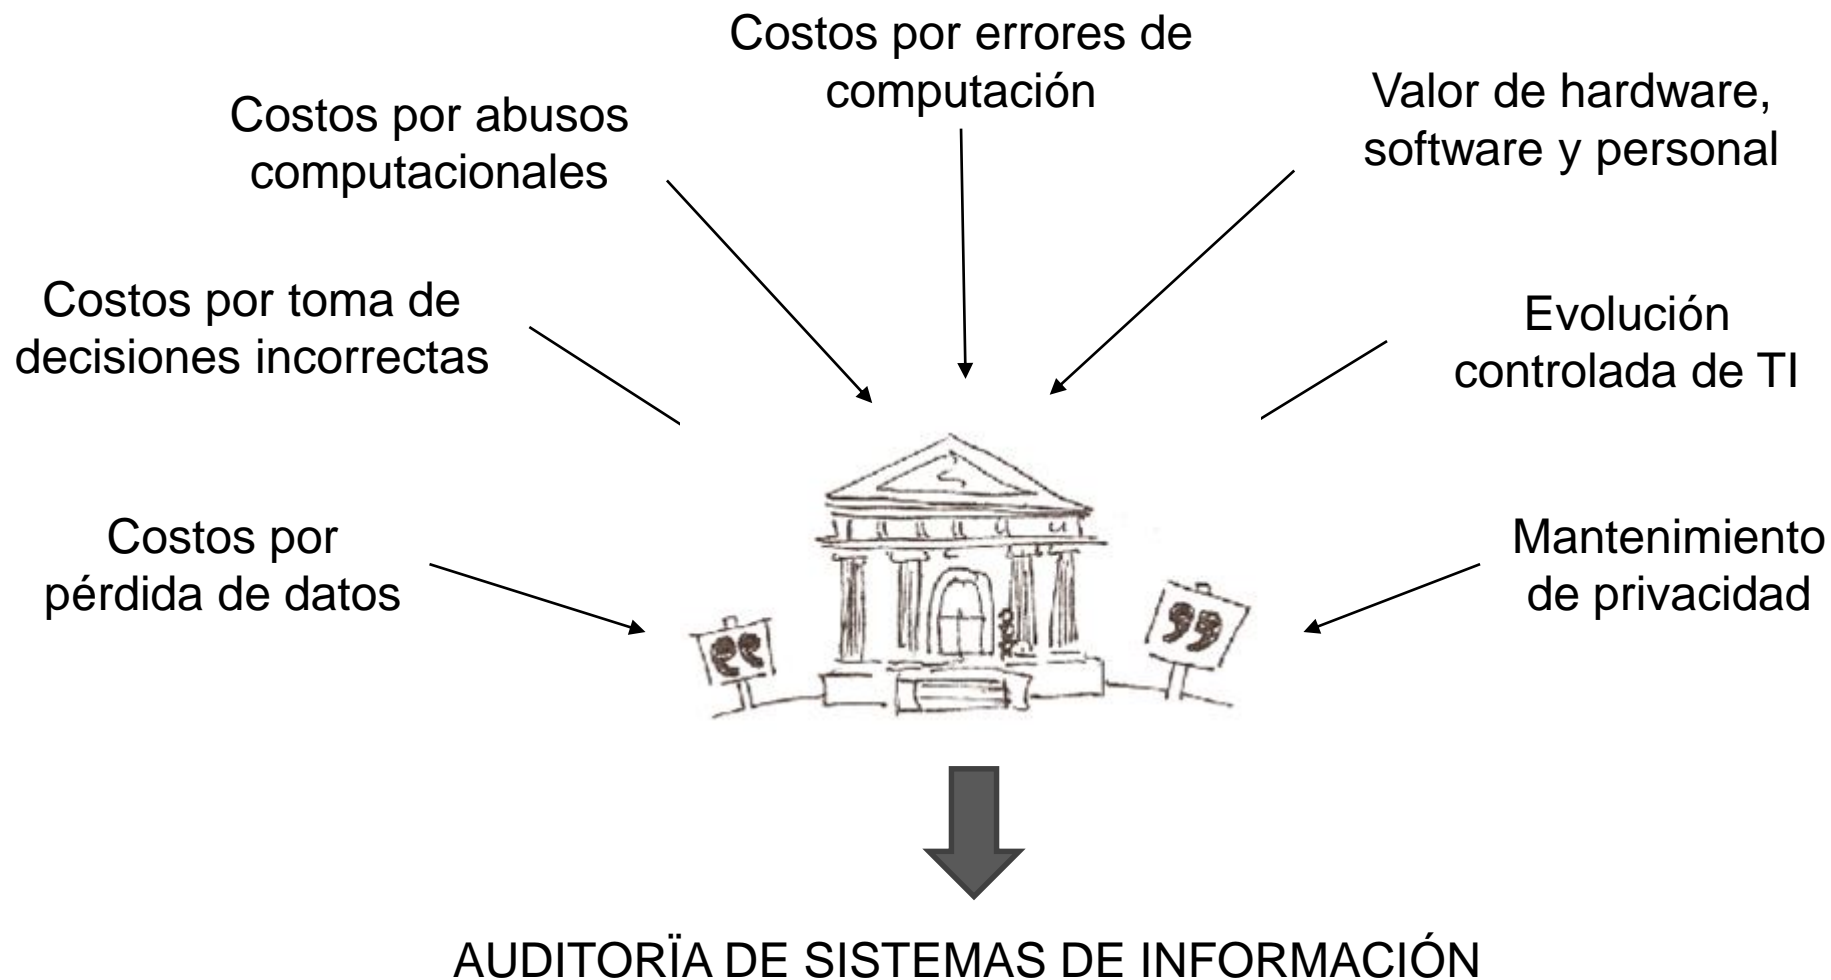 Costos por errores de
computación
Costos por abusos
computacionales
Valor de hardware,
software y personal
Costos por toma de
decisiones incorrectas
Evolución
controlada de TI
Costos por
pérdida de datos
Mantenimiento
de privacidad
AUDITORÏA DE SISTEMAS DE INFORMACIÓN